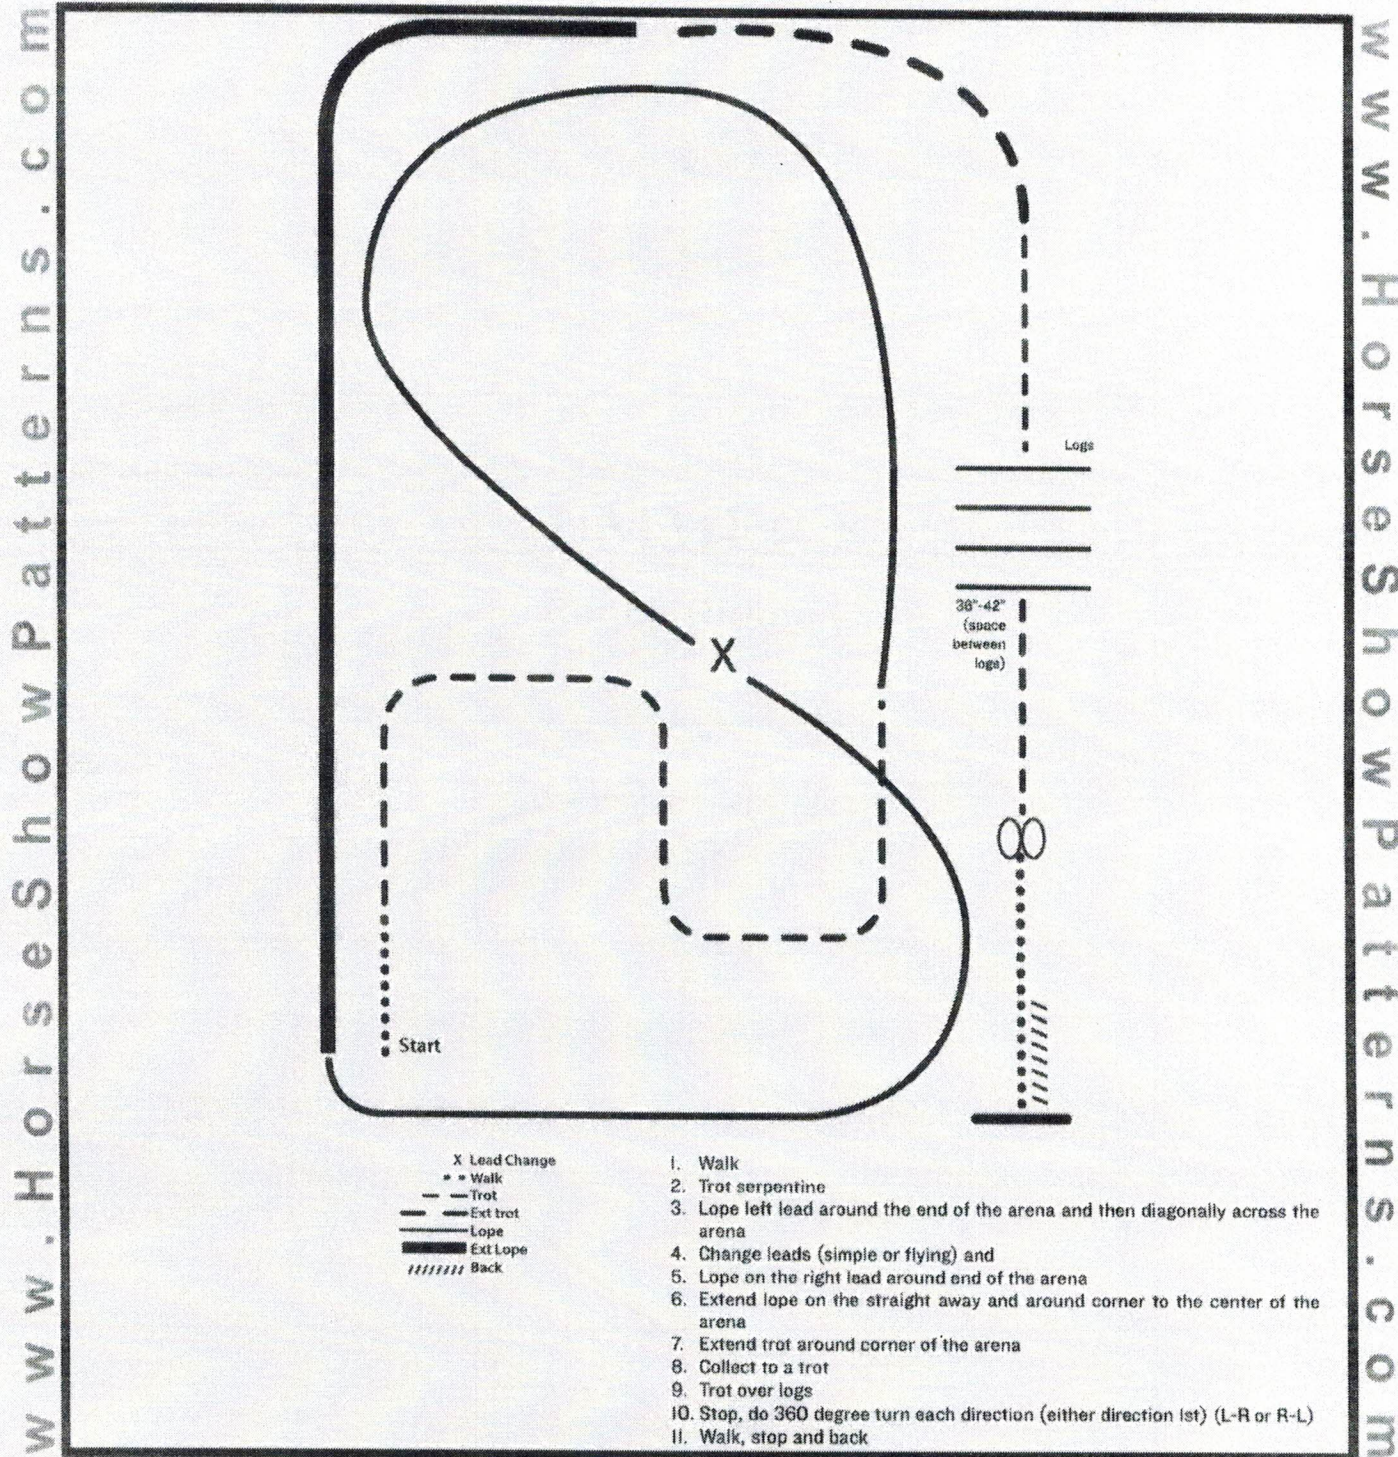 www.HorseShowPatterns.com
www.HorseShowPatterns.com
Logs
36"-42"
(space
between
logs)
X
Start
X Lead Change
Walk
Trot
Ext trot
Lope
Ext Lope
Back
1. Walk
2. Trot serpentine
3. Lope left lead around the end of the arena and then diagonally across the
arena
4. Change leads (simple or flying) and
5. Lope on the right lead around end of the arena
6. Extend lope on the straight away and around corner to the center of the
arena
7. Extend trot around corner of the arena
8. Collect to a trot
9. Trot over logs
10. Stop, do 360 degree turn each direction (either direction 1st) (L-R or R-L)
11. Walk, stop and back